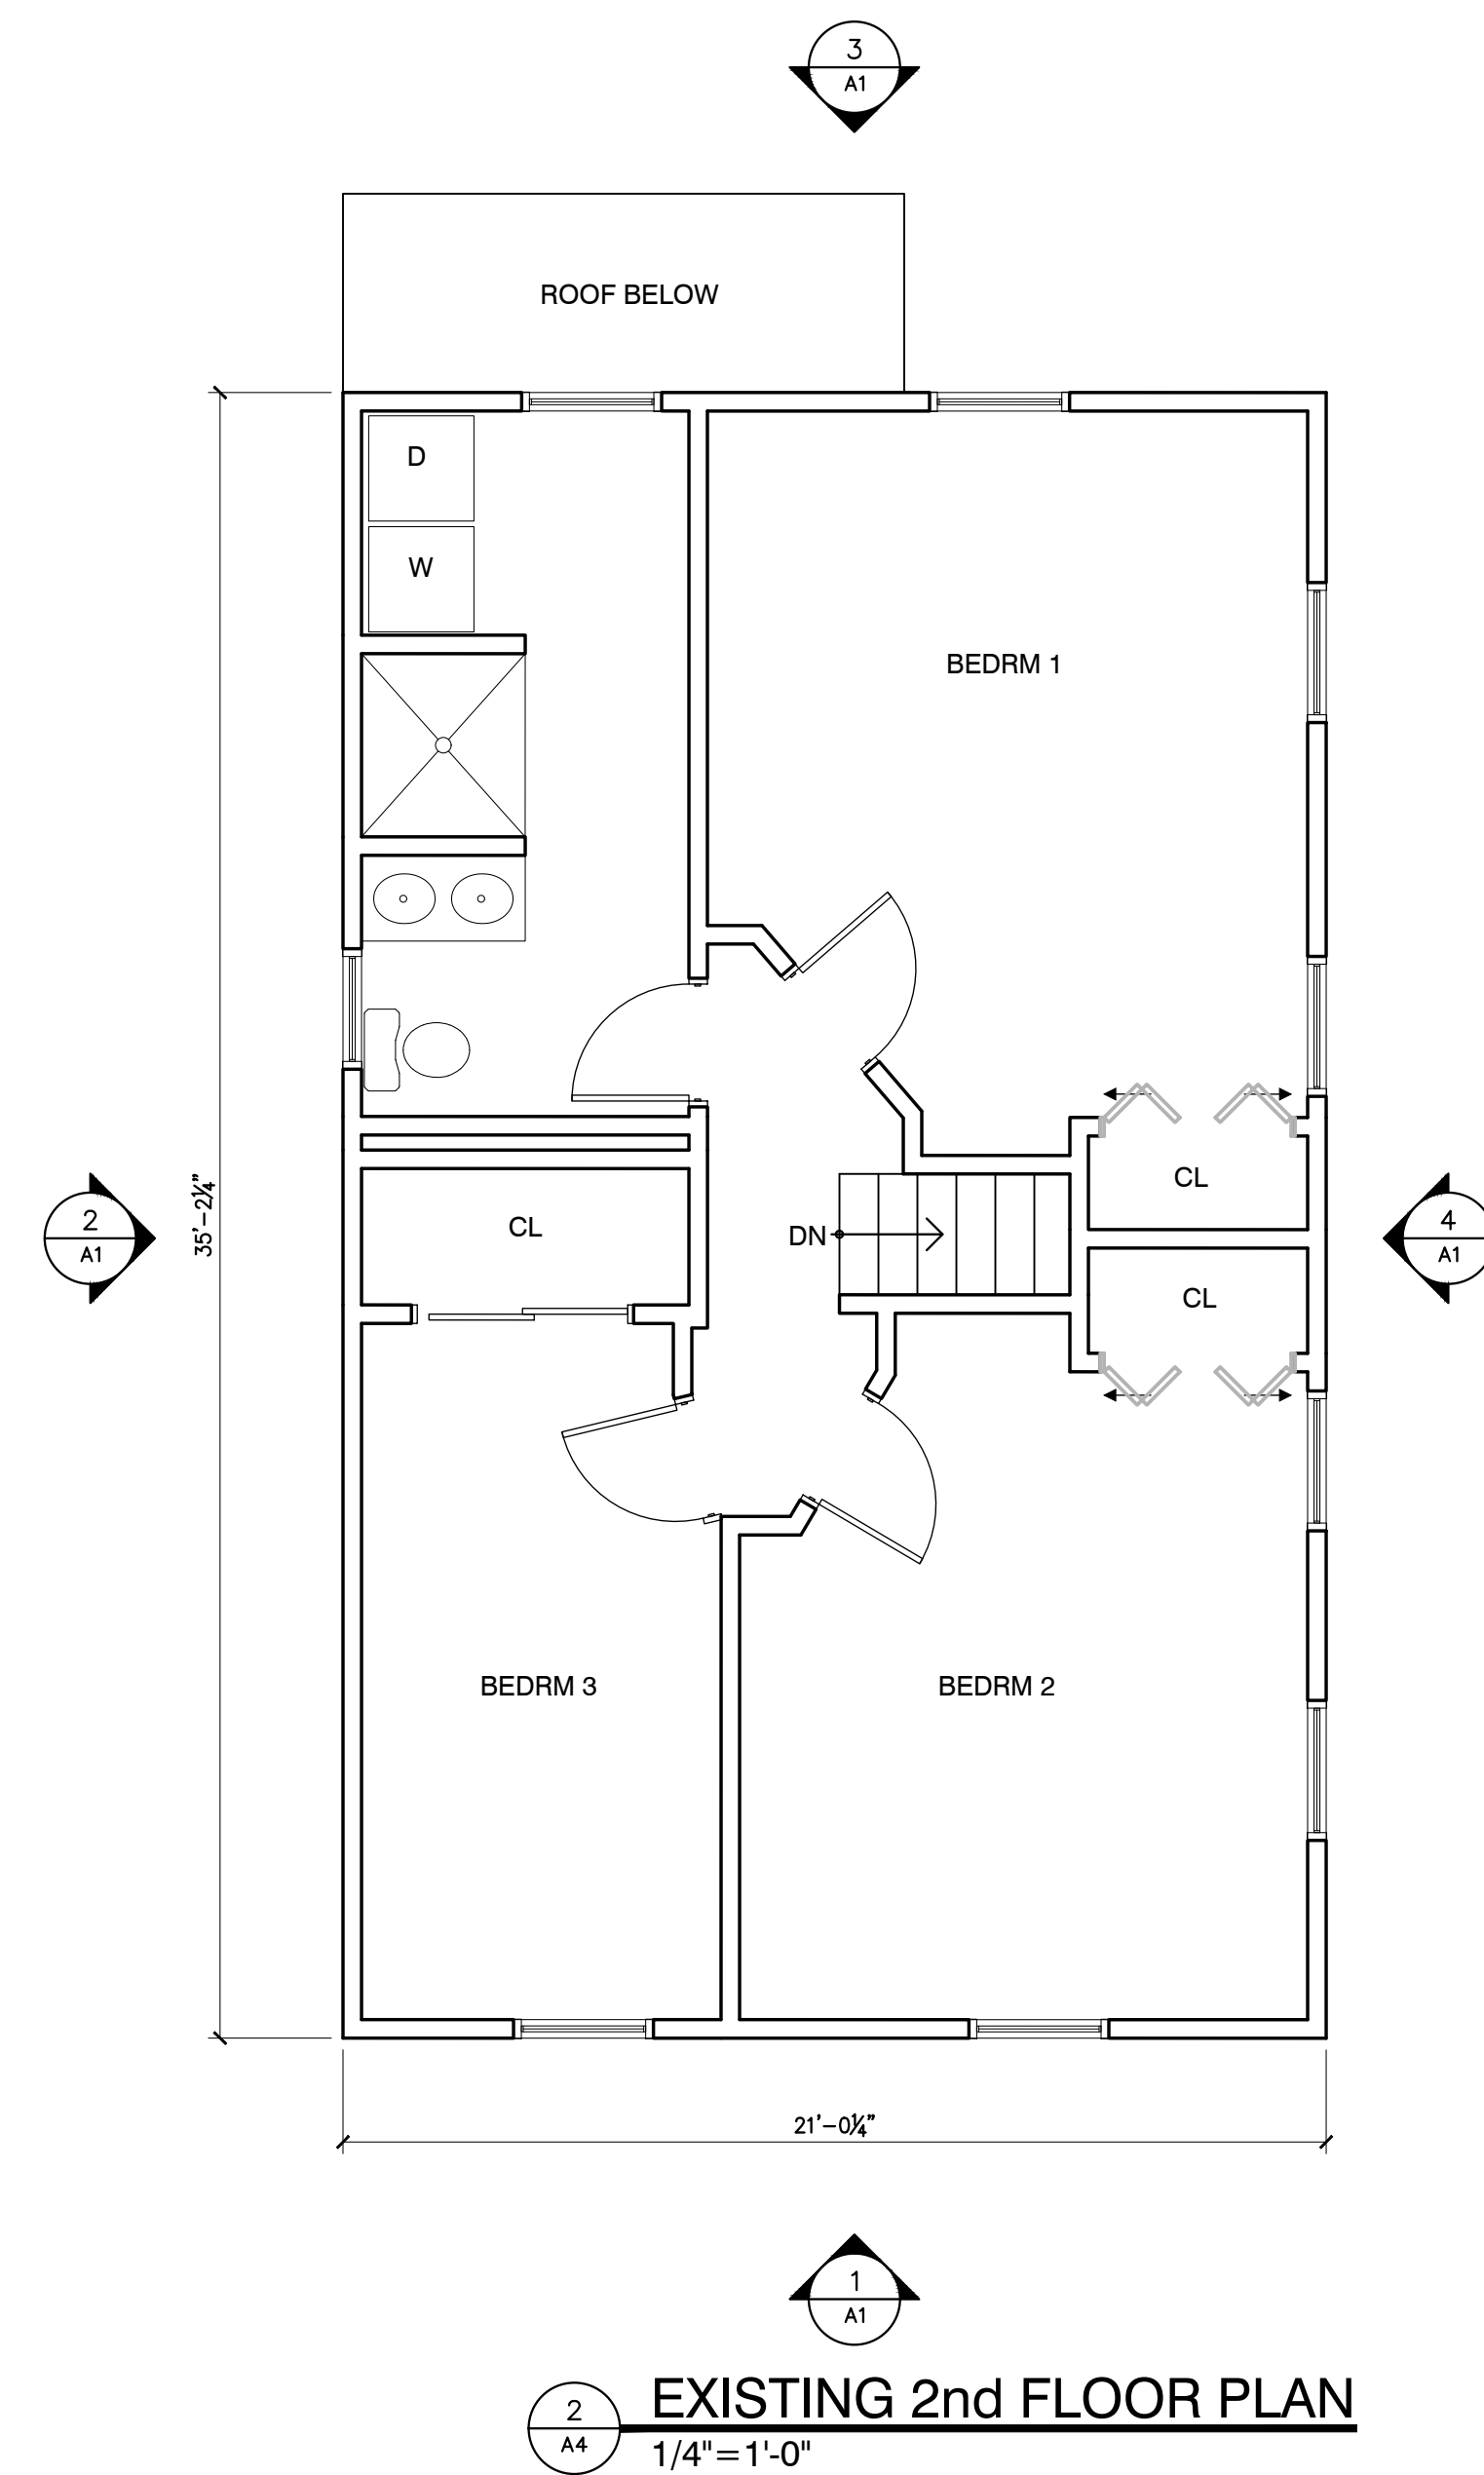 3
A1
ROOF BELOW
D
W
BEDRM 1
CL
2
A1
35'-2¼"
CL
DN
CL
4
A1
BEDRM 3
BEDRM 2
21'-0¼"
1
A1
2
A4
EXISTING 2nd FLOOR PLAN
1/4"=1'-0"